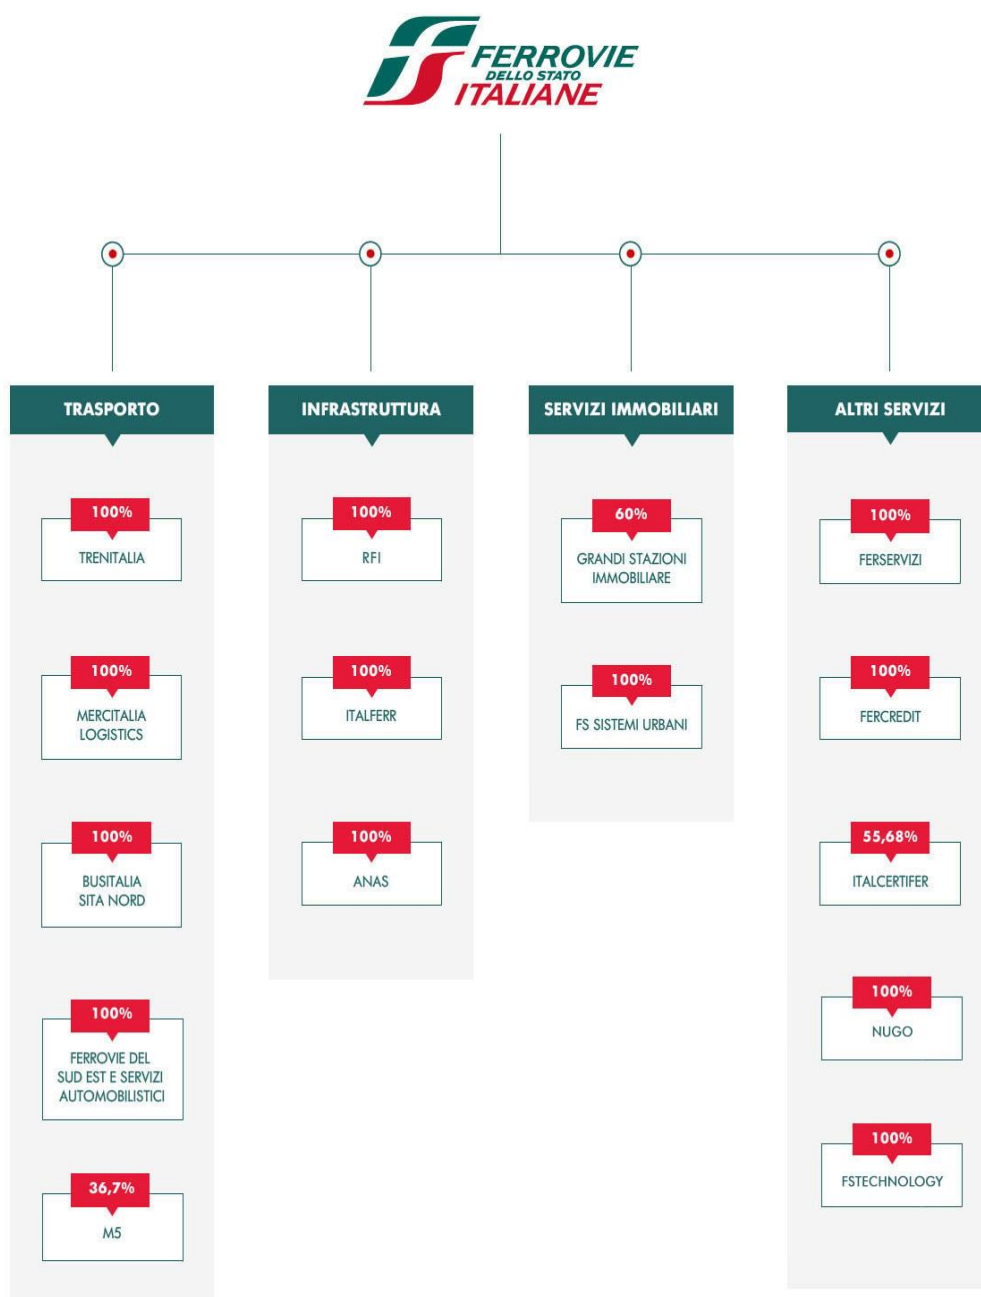 FERROVIE
DELLO STATO
ITALIANE
TRASPORTO
100%
TRENITALIA
100%
MERCITALIA
LOGISTICS
100%
BUSITALIA
SITA NORD
100%
FERROVIE DEL
SUD EST E SERVIZI
AUTOMOBILISTICI
36,7%
M5
INFRASTRUTTURA
100%
RFI
100%
ITALFERR
100%
ANAS
SERVIZI IMMOBILIARI
60%
GRANDI STAZIONI
IMMOBILIARE
100%
FS SISTEMI URBANI
ALTRI SERVIZI
100%
FERSERVIZI
100%
FERCREDIT
55,68%
ITALCERTIFER
100%
NUGO
100%
FSTECHNOLOGY